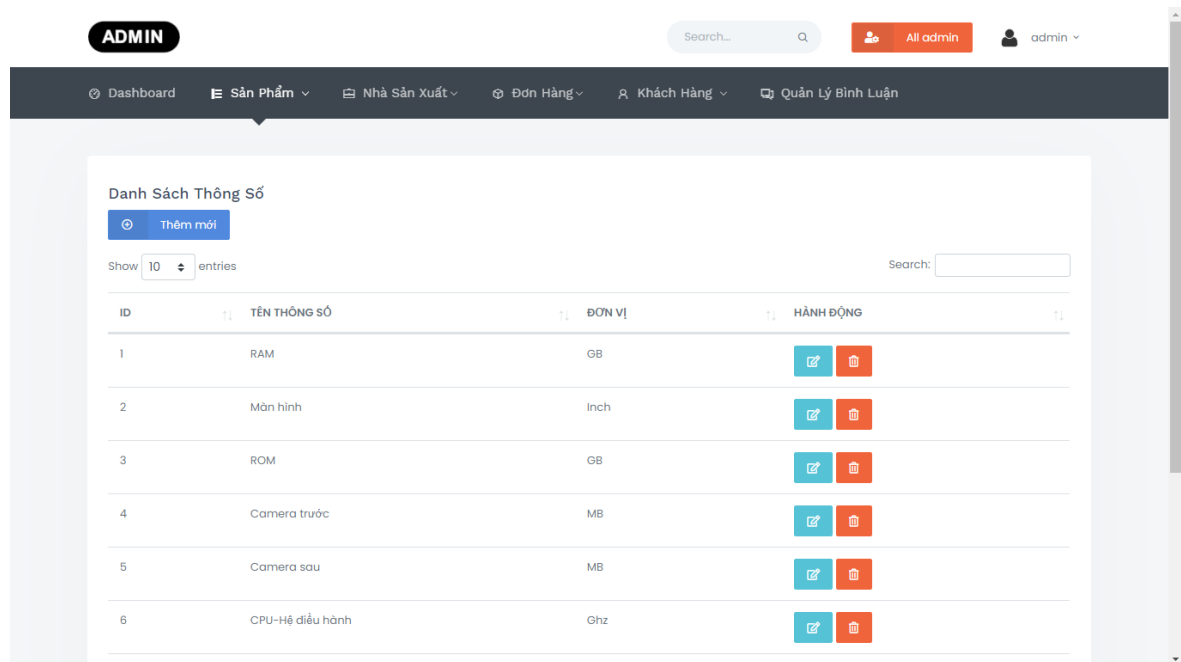 ADMIN
Search...
All admin
admin
Dashboard
Sản Phẩm
Nhà Sản Xuất
Đơn Hàng
Khách Hàng
Quản Lý Bình Luận
Danh Sách Thông Số
Thêm mới
Show 10 entries
Search:
ID TÊN THÔNG SỐ ĐƠN VỊ HÀNH ĐỘNG
1 RAM GB
2 Màn hình Inch
3 ROM GB
4 Camera trước MB
5 Camera sau MB
6 CPU-Hệ điều hành Ghz